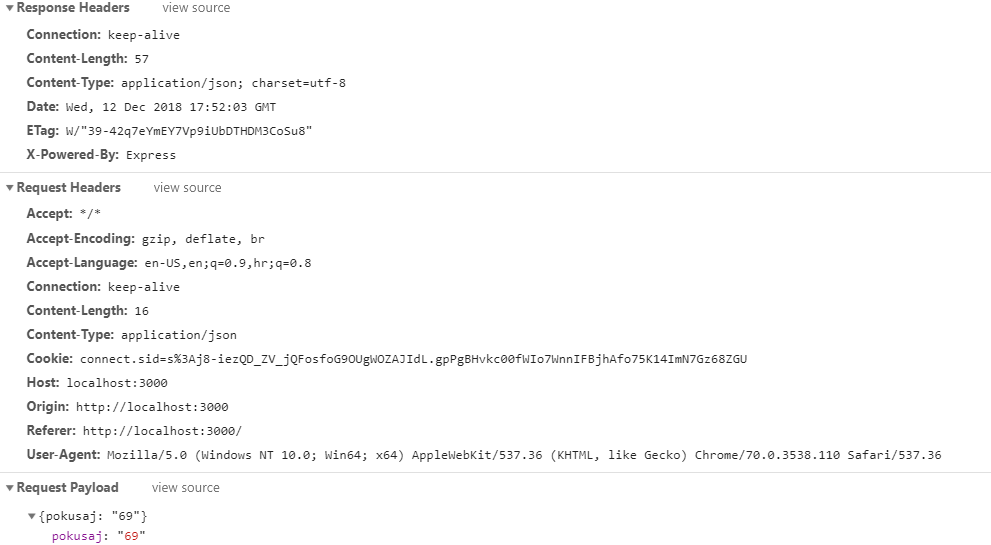 Response Headers view source
Connection: keep-alive
Content-Length: 57
Content-Type: application/json; charset=utf-8
Date: Wed, 12 Dec 2018 17:52:03 GMT
ETag: W/"39-42q7eYmEY7Vp9iUbDTHDM3CoSu8"
X-Powered-By: Express
Request Headers view source
Accept: */*
Accept-Encoding: gzip, deflate, br
Accept-Language: en-US,en;q=0.9,hr;q=0.8
Connection: keep-alive
Content-Length: 16
Content-Type: application/json
Cookie: connect.sid=s%3Aj8-iezQD_ZV_jQFosfoG9OUgWOZAJIdL.gpPgBHvkc00fWIo7WnnIFBjhAfo75K14ImN7Gz68ZGU
Host: localhost:3000
Origin: http://localhost:3000
Referer: http://localhost:3000/
User-Agent: Mozilla/5.0 (Windows NT 10.0; Win64; x64) AppleWebKit/537.36 (KHTML, like Gecko) Chrome/70.0.3538.110 Safari/537.36
Request Payload view source
{pokusaj: "69"}
pokusaj: "69"